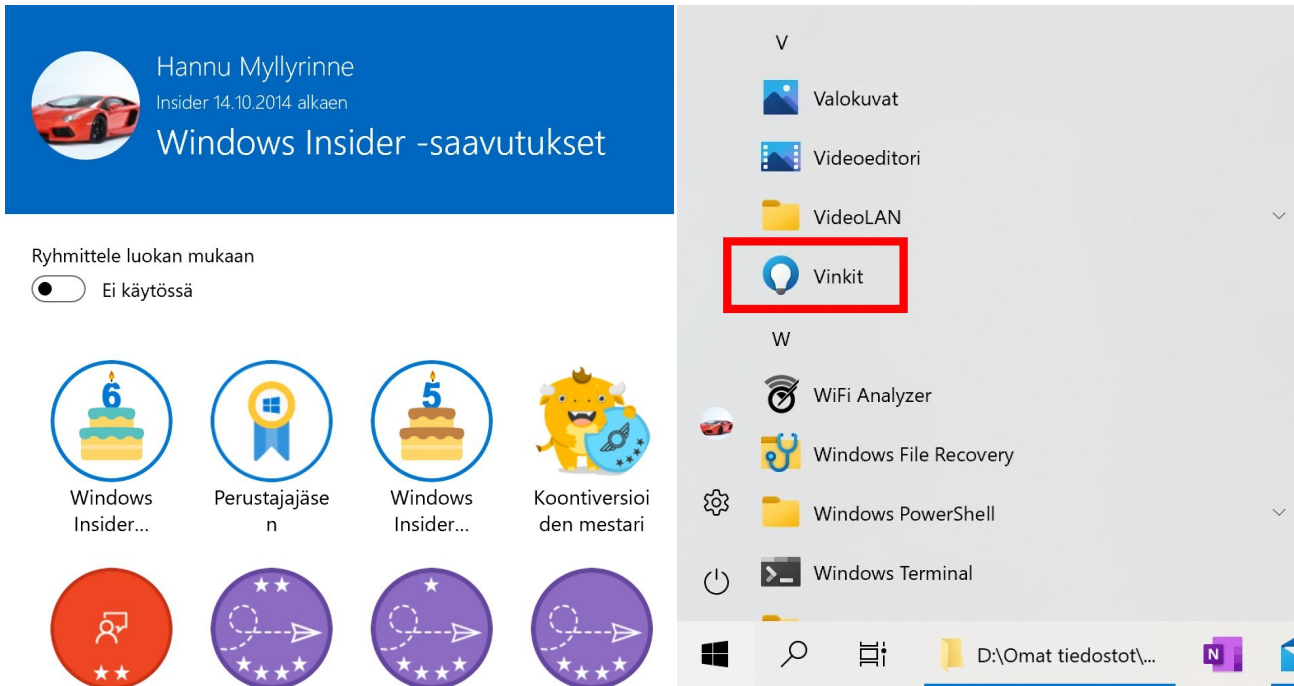 Hannu Myllyrinne
Insider 14.10.2014 alkaen
Windows Insider -saavutukset
Ryhmittele luokan mukaan
Ei käytössä
6
5
Windows
Insider...
Perustajajäse
n
Windows
Insider...
Koontiversioi
den mestari
V
Valokuvat
Videoeditori
VideoLAN
Vinkit
W
WiFi Analyzer
Windows File Recovery
Windows PowerShell
Windows Terminal
D:\Omat tiedostot\...
N